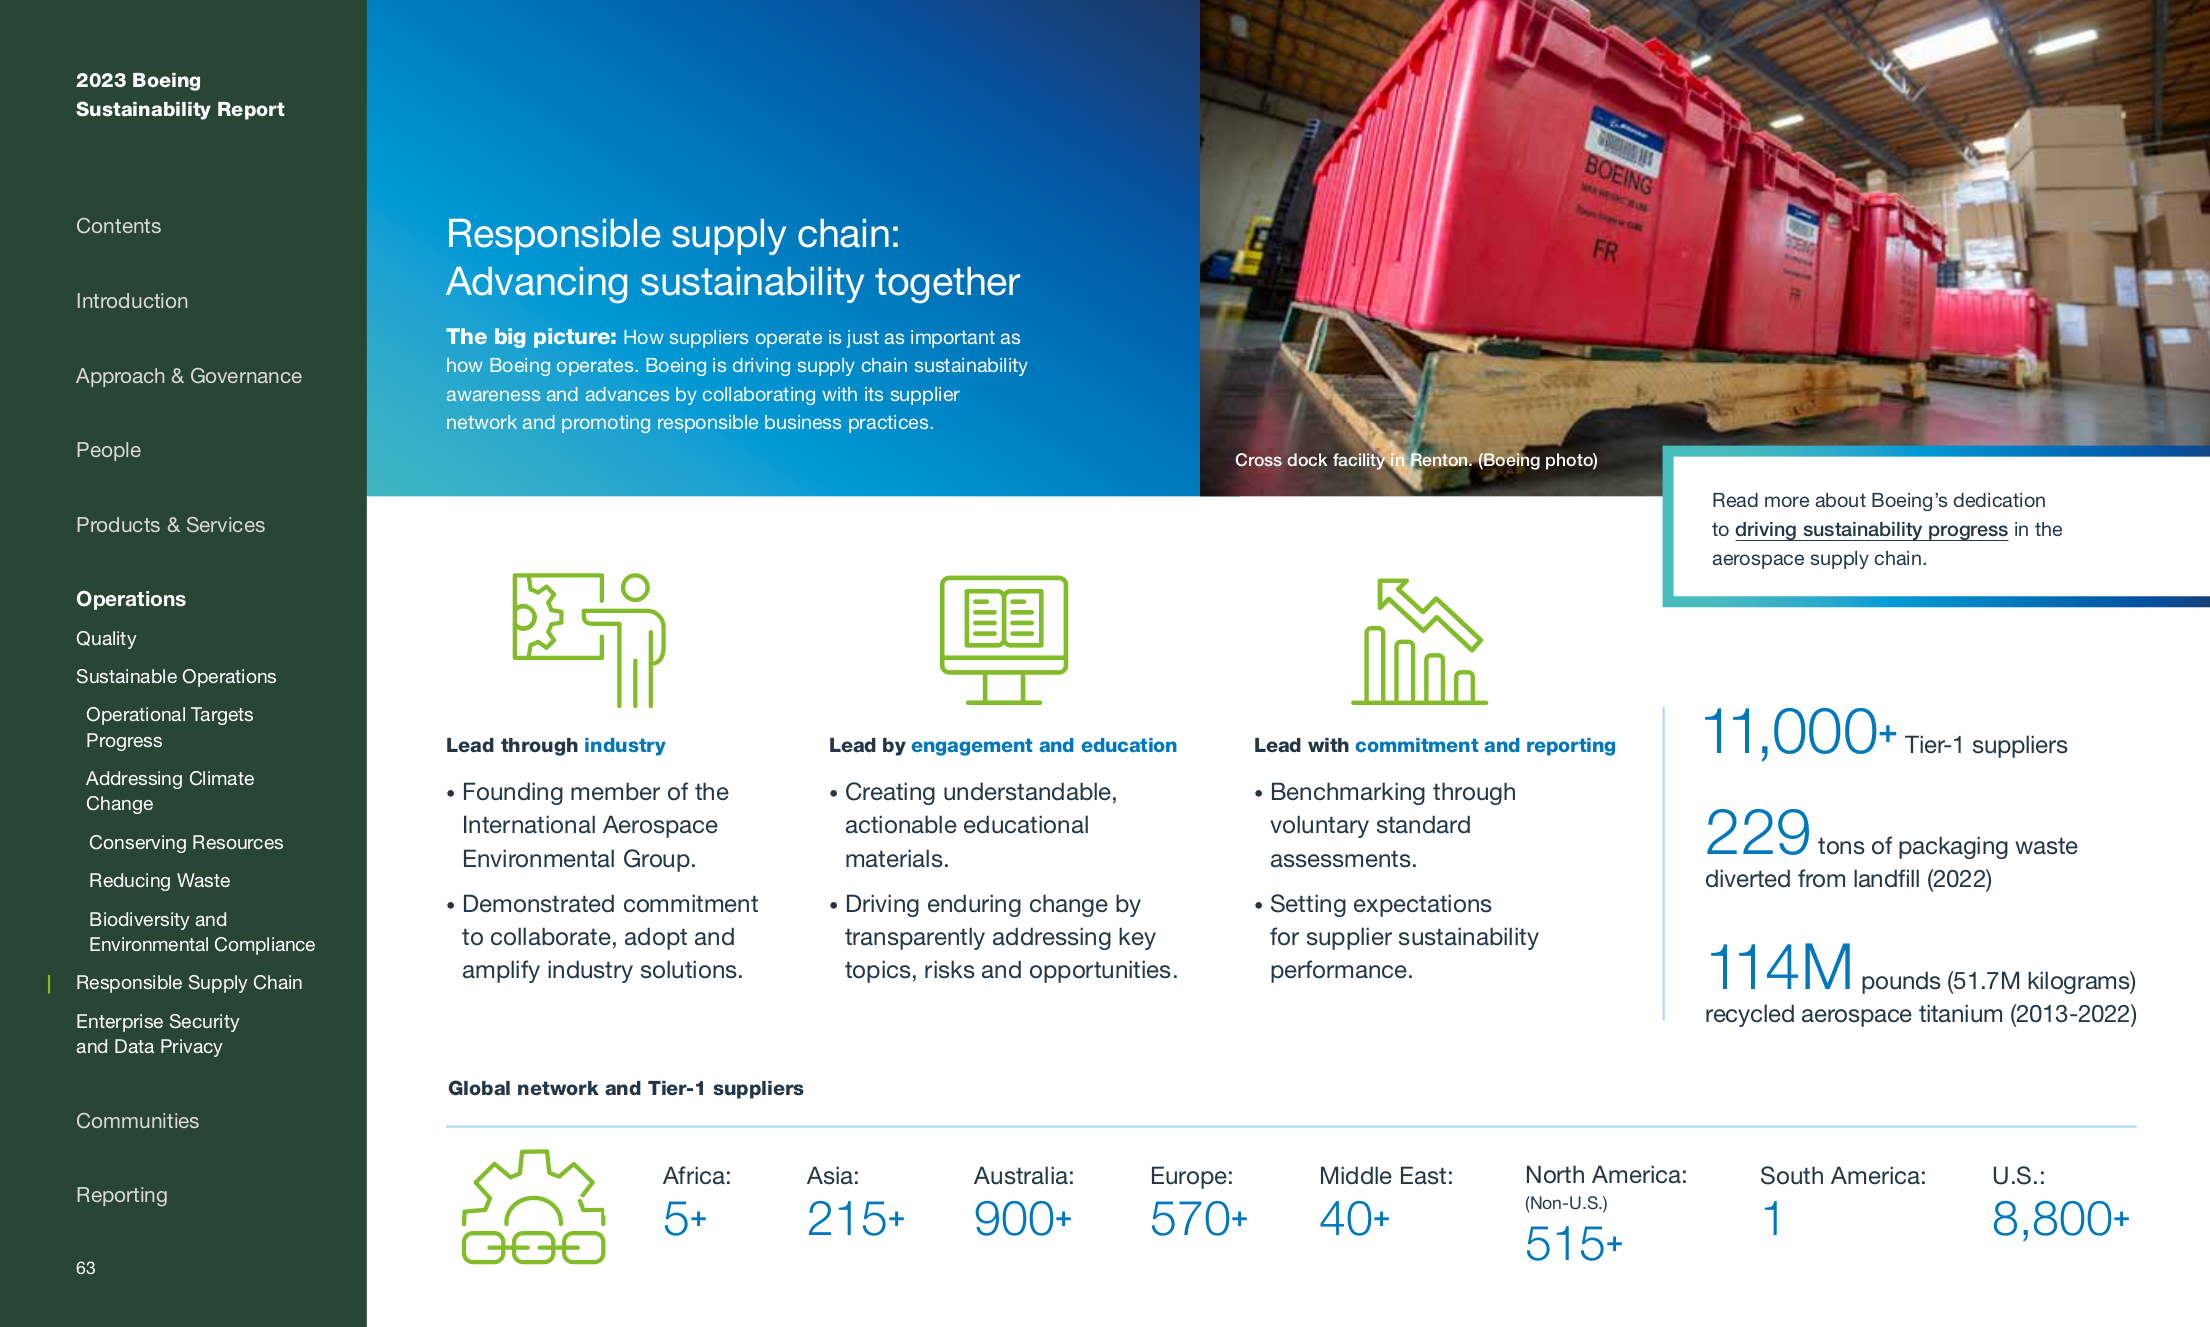 2023 Boeing
Sustainability Report
Contents
Introduction
Approach & Governance
People
Products & Services
Operations
Quality
Sustainable Operations
Operational Targets
Progress
Addressing Climate
Change
Conserving Resources
Reducing Waste
Biodiversity and
Environmental Compliance
Responsible Supply Chain
Enterprise Security
and Data Privacy
Communities
Reporting
63
Responsible supply chain:
Advancing sustainability together
The big picture: How suppliers operate is just as important as
how Boeing operates. Boeing is driving supply chain sustainability
awareness and advances by collaborating with its supplier
network and promoting responsible business practices.
BOEING
FR
BOEING
FR
Cross dock facility in Renton. (Boeing photo)
Read more about Boeing’s dedication
to driving sustainability progress in the
aerospace supply chain.
Lead through industry
• Founding member of the
International Aerospace
Environmental Group.
• Demonstrated commitment
to collaborate, adopt and
amplify industry solutions.
Lead by engagement and education
• Creating understandable,
actionable educational
materials.
• Driving enduring change by
transparently addressing key
topics, risks and opportunities.
Lead with commitment and reporting
• Benchmarking through
voluntary standard
assessments.
• Setting expectations
for supplier sustainability
performance.
11,000+ Tier-1 suppliers
229 tons of packaging waste
diverted from landfill (2022)
114M pounds (51.7M kilograms)
recycled aerospace titanium (2013-2022)
Global network and Tier-1 suppliers
Africa:
5+
Asia:
215+
Australia:
900+
Europe:
570+
Middle East:
40+
North America:
(Non-U.S.)
515+
South America:
1
U.S.:
8,800+